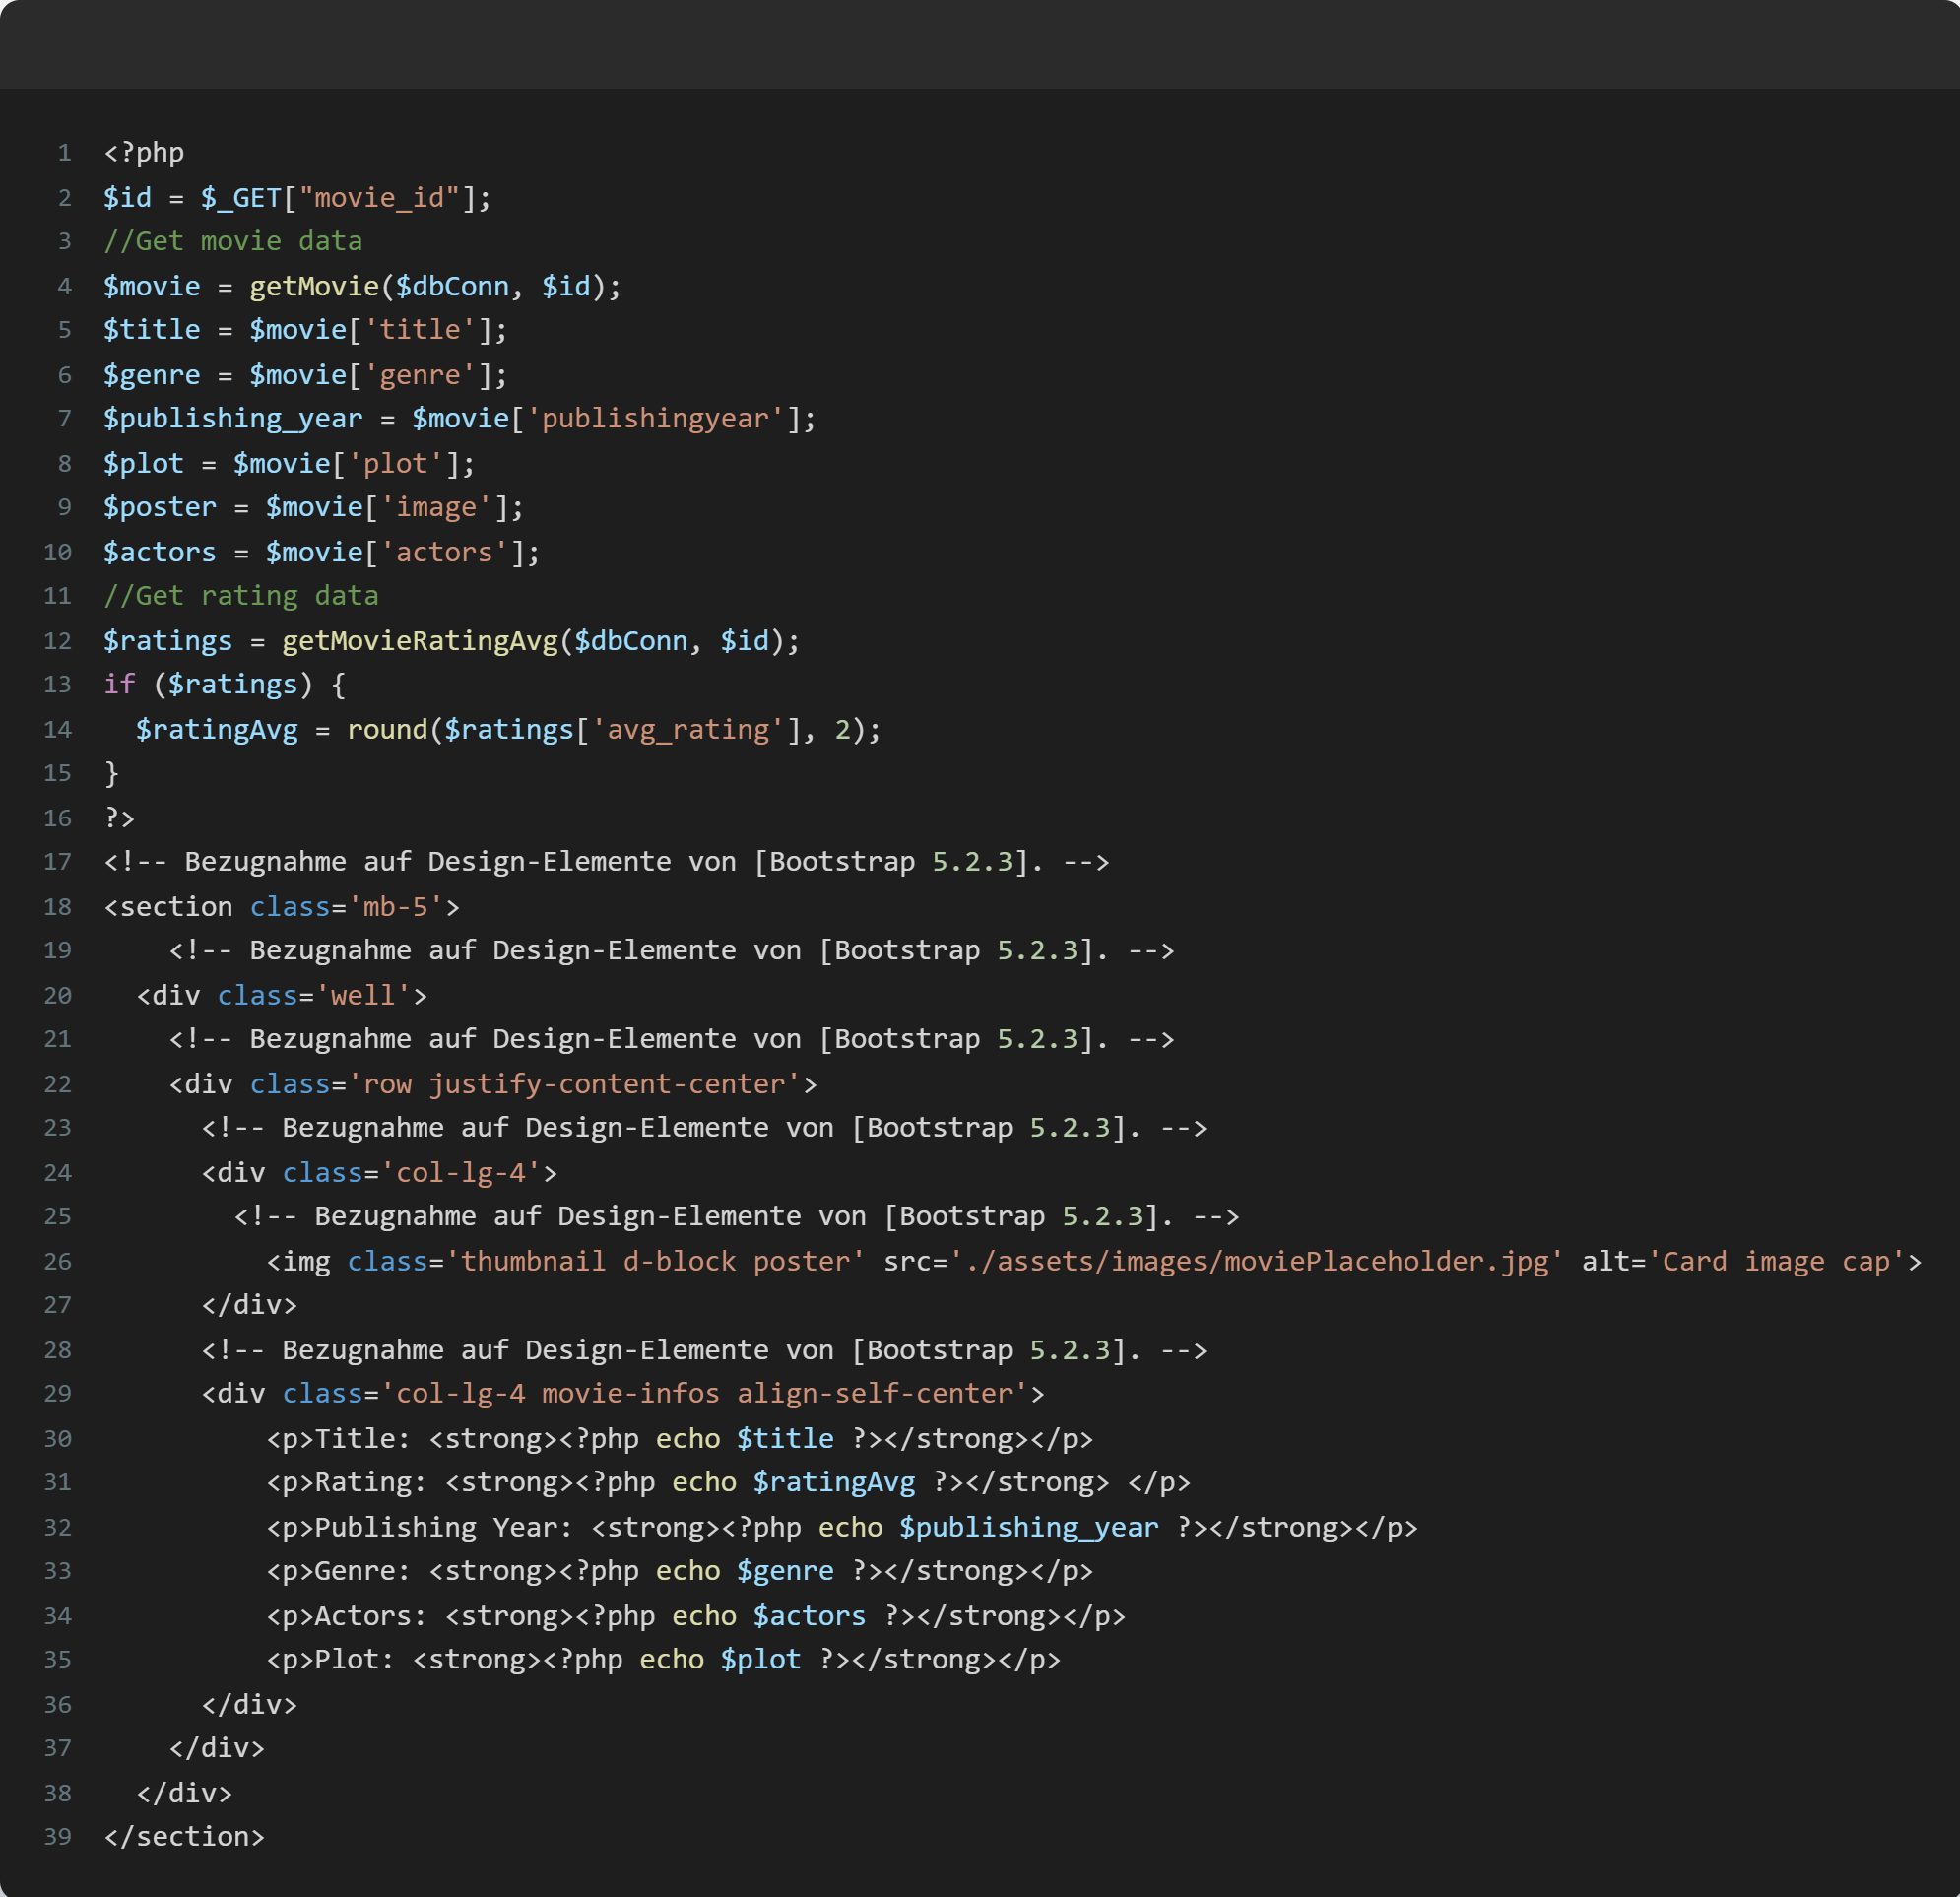 1 <?php
2 $id = $_GET["movie_id"];
3 //Get movie data
4 $movie = getMovie($dbConn, $id);
5 $title = $movie['title'];
6 $genre = $movie['genre'];
7 $publishing_year = $movie['publishingyear'];
8 $plot = $movie['plot'];
9 $poster = $movie['image'];
10 $actors = $movie['actors'];
11 //Get rating data
12 $ratings = getMovieRatingAvg($dbConn, $id);
13 if ($ratings) {
14   $ratingAvg = round($ratings['avg_rating'], 2);
15 }
16 ?>
17 <!-- Bezugnahme auf Design-Elemente von [Bootstrap 5.2.3]. -->
18 <section class='mb-5'>
19     <!-- Bezugnahme auf Design-Elemente von [Bootstrap 5.2.3]. -->
20   <div class='well'>
21     <!-- Bezugnahme auf Design-Elemente von [Bootstrap 5.2.3]. -->
22     <div class='row justify-content-center'>
23       <!-- Bezugnahme auf Design-Elemente von [Bootstrap 5.2.3]. -->
24       <div class='col-lg-4'>
25         <!-- Bezugnahme auf Design-Elemente von [Bootstrap 5.2.3]. -->
26           <img class='thumbnail d-block poster' src='./assets/images/moviePlaceholder.jpg' alt='Card image cap'>
27       </div>
28       <!-- Bezugnahme auf Design-Elemente von [Bootstrap 5.2.3]. -->
29       <div class='col-lg-4 movie-infos align-self-center'>
30           <p>Title: <strong><?php echo $title ?></strong></p>
31           <p>Rating: <strong><?php echo $ratingAvg ?></strong> </p>
32           <p>Publishing Year: <strong><?php echo $publishing_year ?></strong></p>
33           <p>Genre: <strong><?php echo $genre ?></strong></p>
34           <p>Actors: <strong><?php echo $actors ?></strong></p>
35           <p>Plot: <strong><?php echo $plot ?></strong></p>
36       </div>
37     </div>
38   </div>
39 </section>